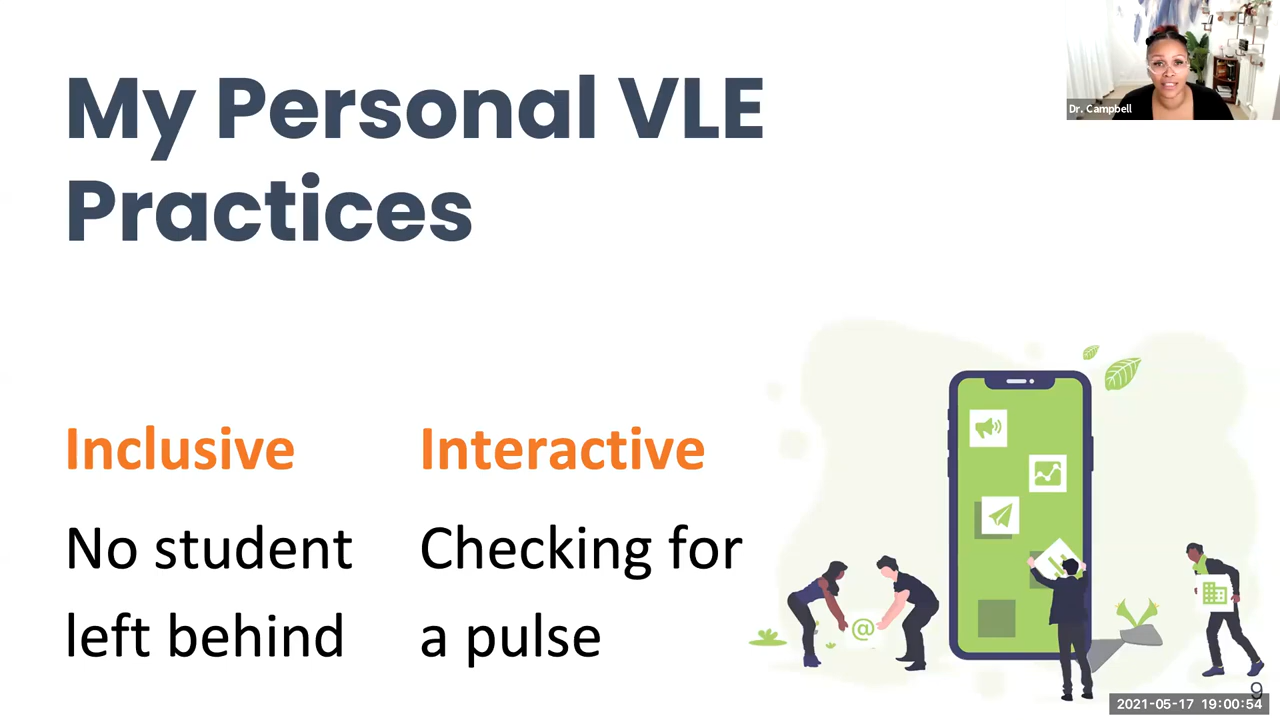 My Personal VLE
Practices
Dr. Campbell
Inclusive
No student
left behind
Interactive
Checking for
a pulse
@
9
2021-05-17 19:00:54